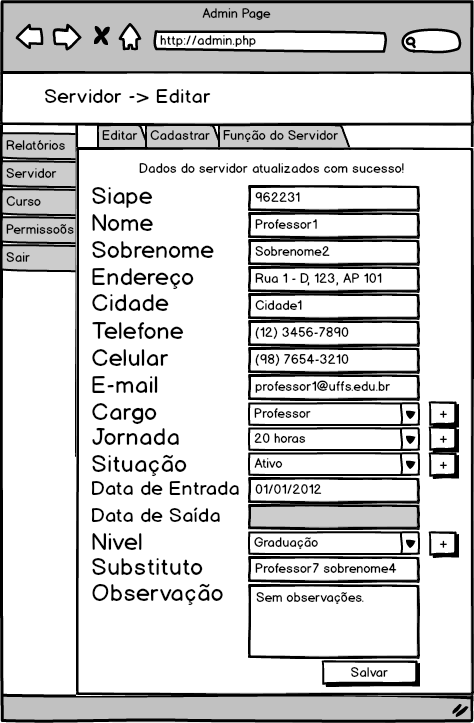 Admin Page
http://admin.php
Servidor -> Editar
Editar Cadastrar Função do Servidor
Relatórios
Servidor
Curso
Permissoõs
Sair
Dados do servidor atualizados com sucesso!
Siape 962231
Nome Professor1
Sobrenome Sobrenome2
Endereço Rua 1 - D, 123, AP 101
Cidade Cidade1
Telefone (12) 3456-7890
Celular (98) 7654-3210
E-mail professor1@uffs.edu.br
Cargo Professor +
Jornada 20 horas +
Situação Ativo +
Data de Entrada 01/01/2012
Data de Saída
Nivel Graduação +
Substituto Professor7 sobrenome4
Observação Sem observações.
Salvar